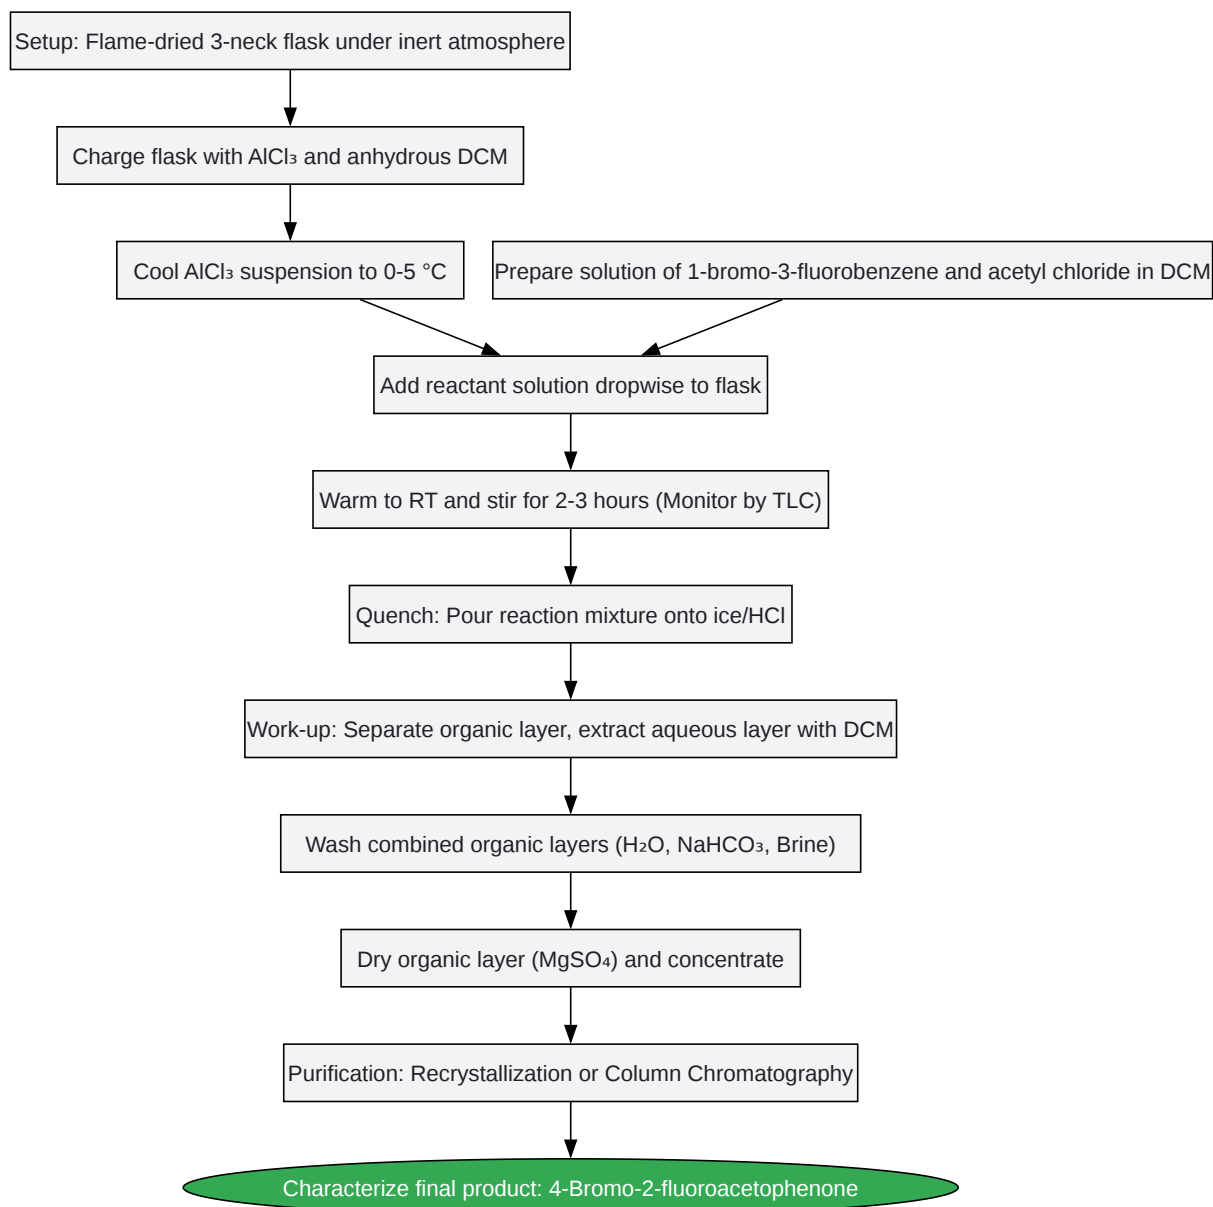 Setup: Flame-dried 3-neck flask under inert atmosphere
Charge flask with AlCl₃ and anhydrous DCM
Cool AlCl₃ suspension to 0-5 °C
Prepare solution of 1-bromo-3-fluorobenzene and acetyl chloride in DCM
Add reactant solution dropwise to flask
Warm to RT and stir for 2-3 hours (Monitor by TLC)
Quench: Pour reaction mixture onto ice/HCl
Work-up: Separate organic layer, extract aqueous layer with DCM
Wash combined organic layers (H₂O, NaHCO₃, Brine)
Dry organic layer (MgSO₄) and concentrate
Purification: Recrystallization or Column Chromatography
Characterize final product: 4-Bromo-2-fluoroacetophenone